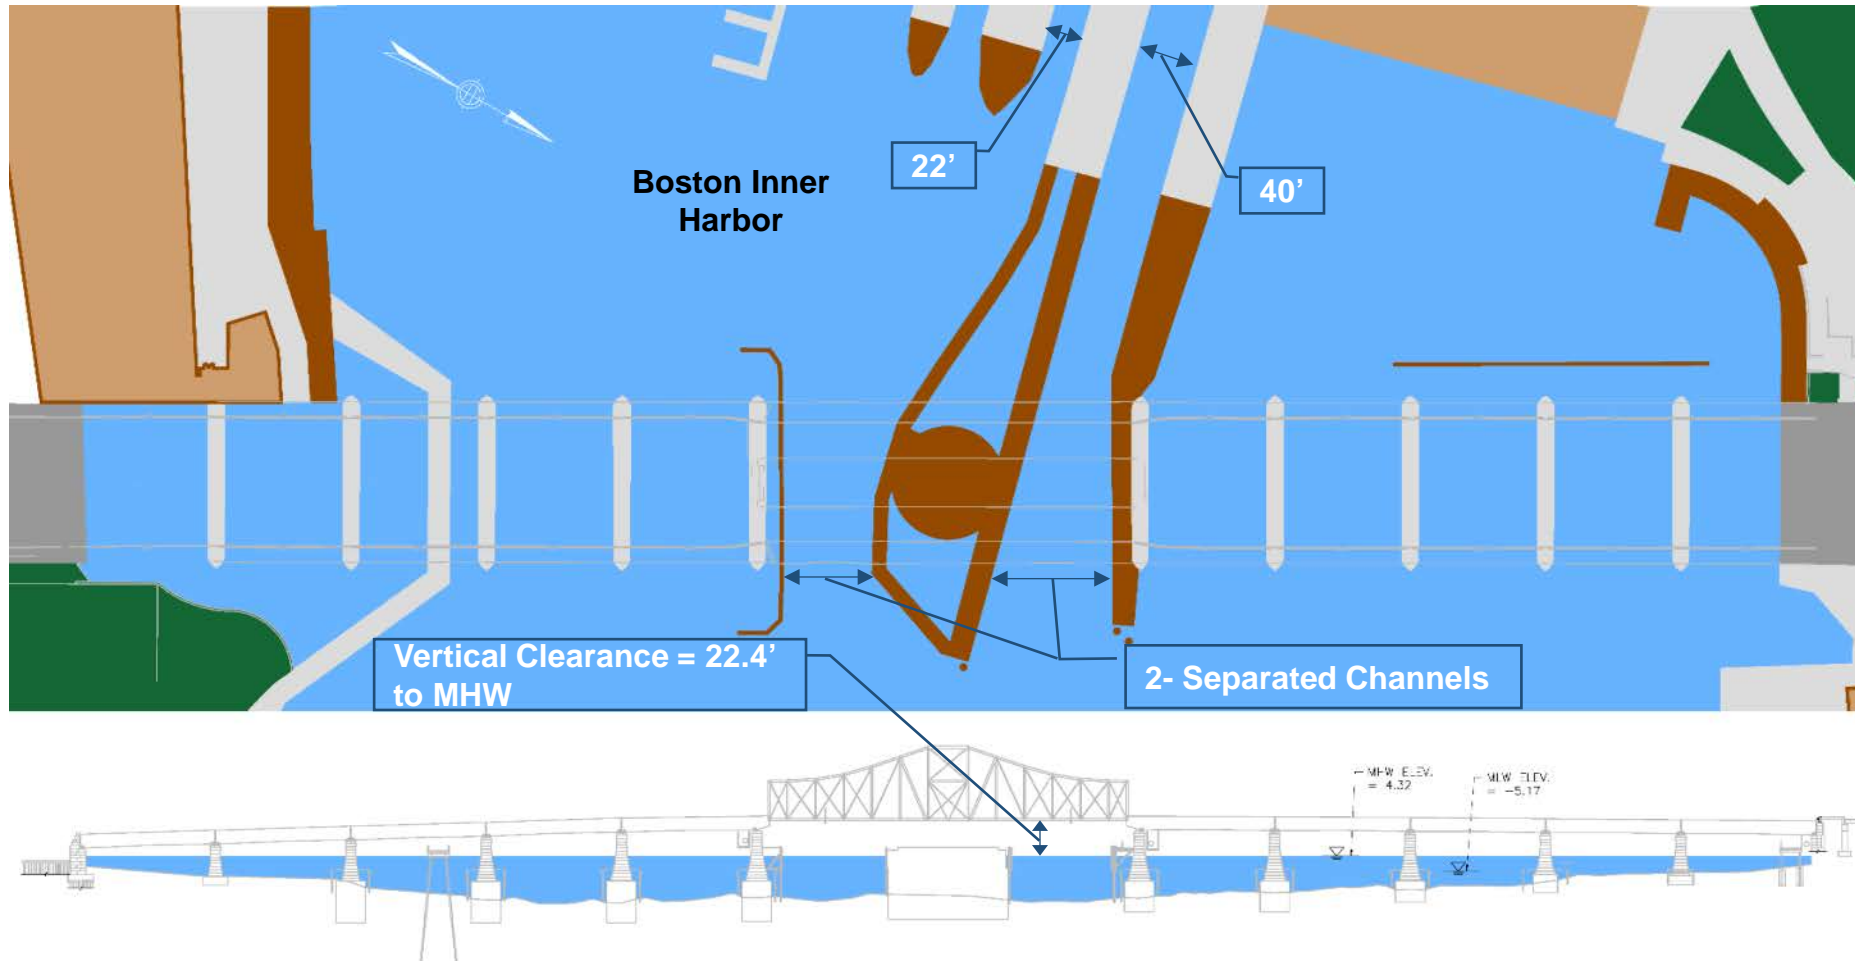 22’
40’
Boston Inner
Harbor
Vertical Clearance = 22.4’
to MHW
2- Separated Channels
MHW ELEV.
= 4.32
MLW ELEV.
= -5.17